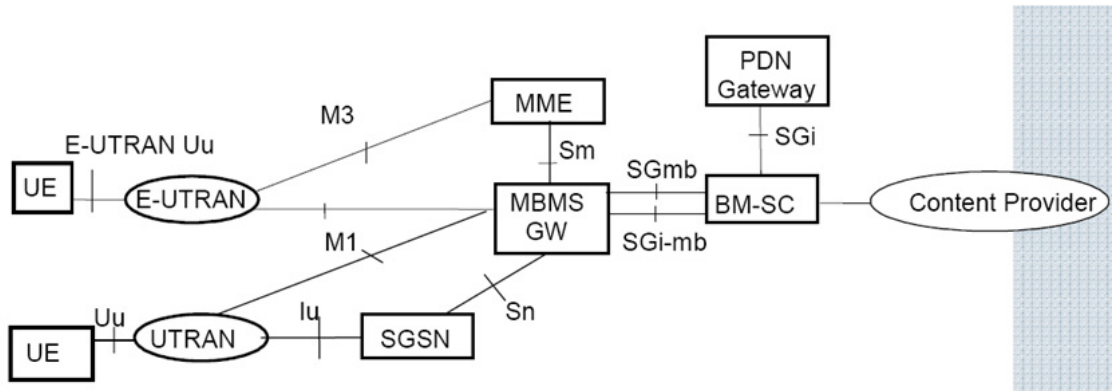 PDN
Gateway
MME
M3
SGi
E-UTRAN Uu
Sm
SGmb
UE
E-UTRAN
MBMS
GW
BM-SC
Content Provider
SGi-mb
M1
Uu
Iu
Sn
UE
UTRAN
SGSN